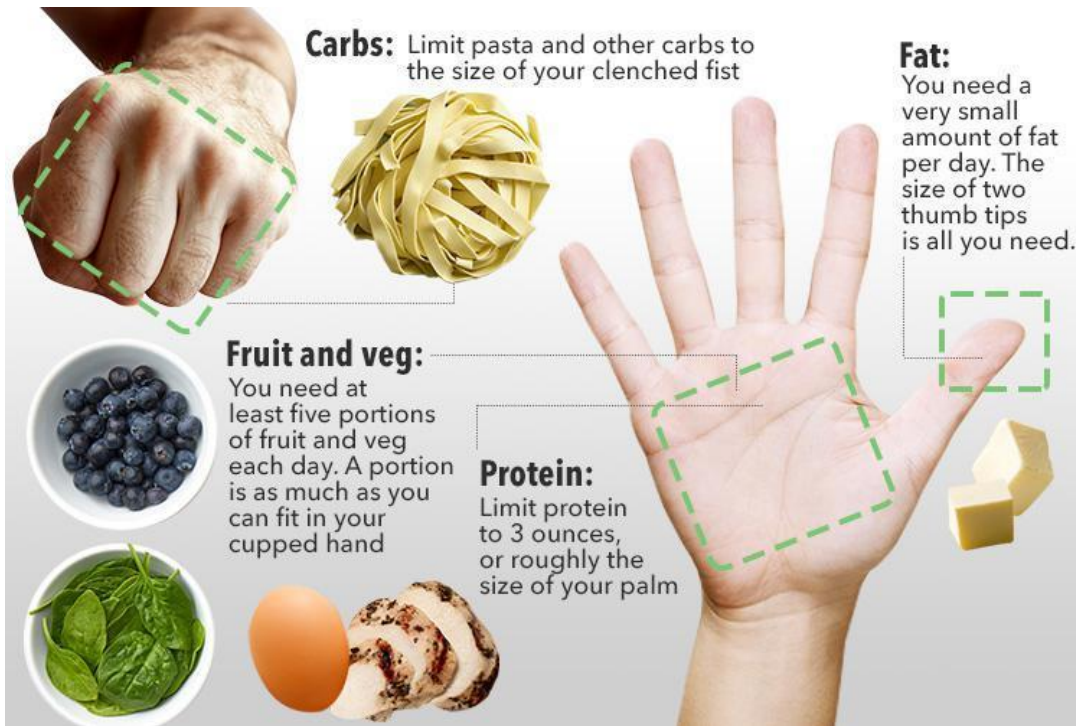 Carbs: Limit pasta and other carbs to
the size of your clenched fist
Fat:
You need a
very small
amount of fat
per day. The
size of two
thumb tips
is all you need.
Fruit and veg:
You need at
least five portions
of fruit and veg
each day. A portion
is as much as you
can fit in your
cupped hand
Protein:
Limit protein
to 3 ounces,
or roughly the
size of your palm